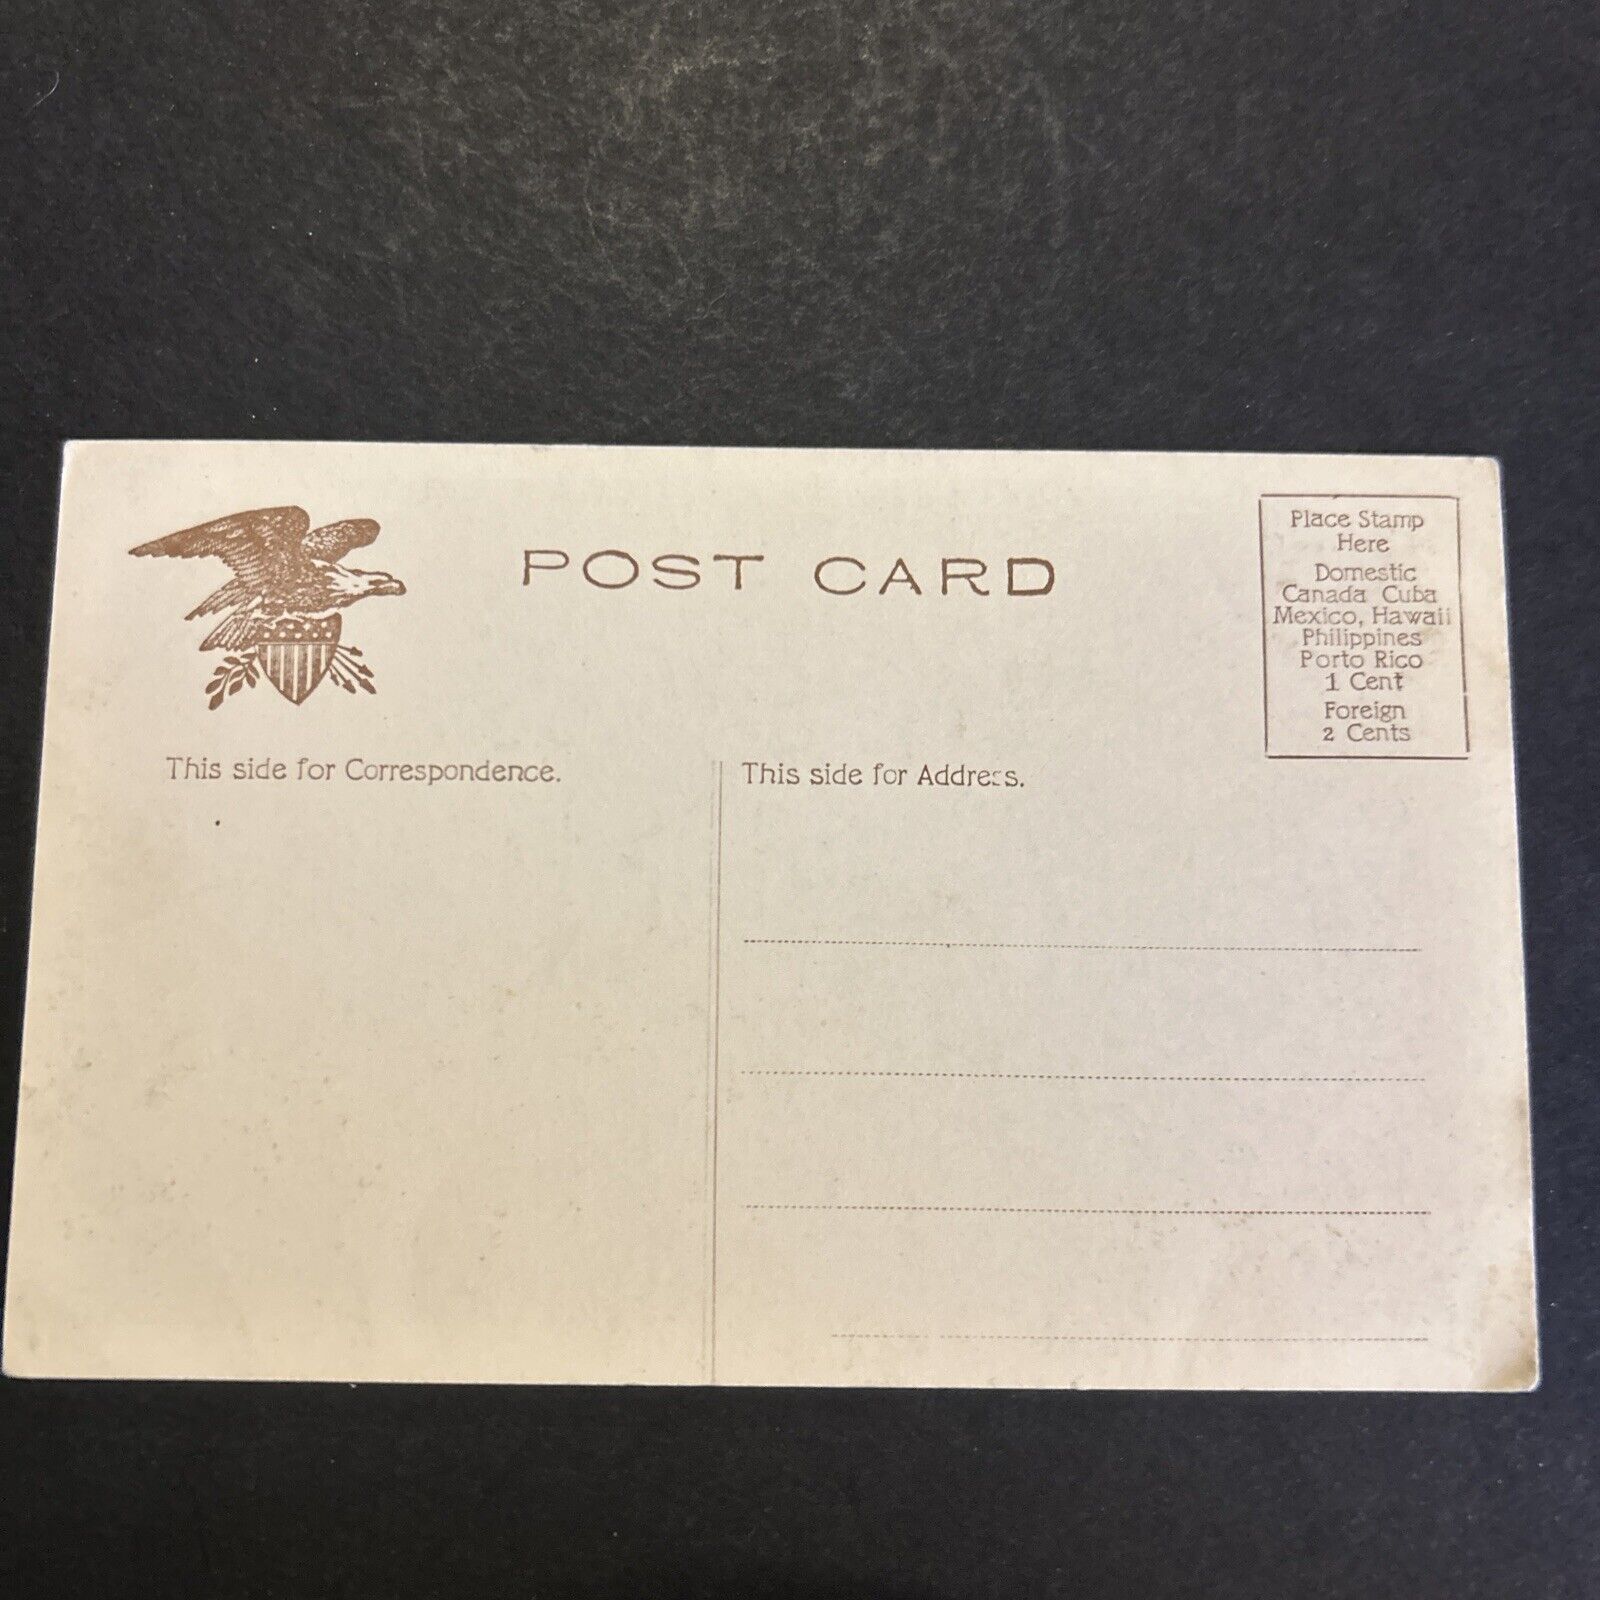 POST CARD
Place Stamp
Here
Domestic
Canada Cuba
Mexico, Hawaii
Philippines
Porto Rico
1 Cent
Foreign
2 Cents
This side for Correspondence.
This side for Address.